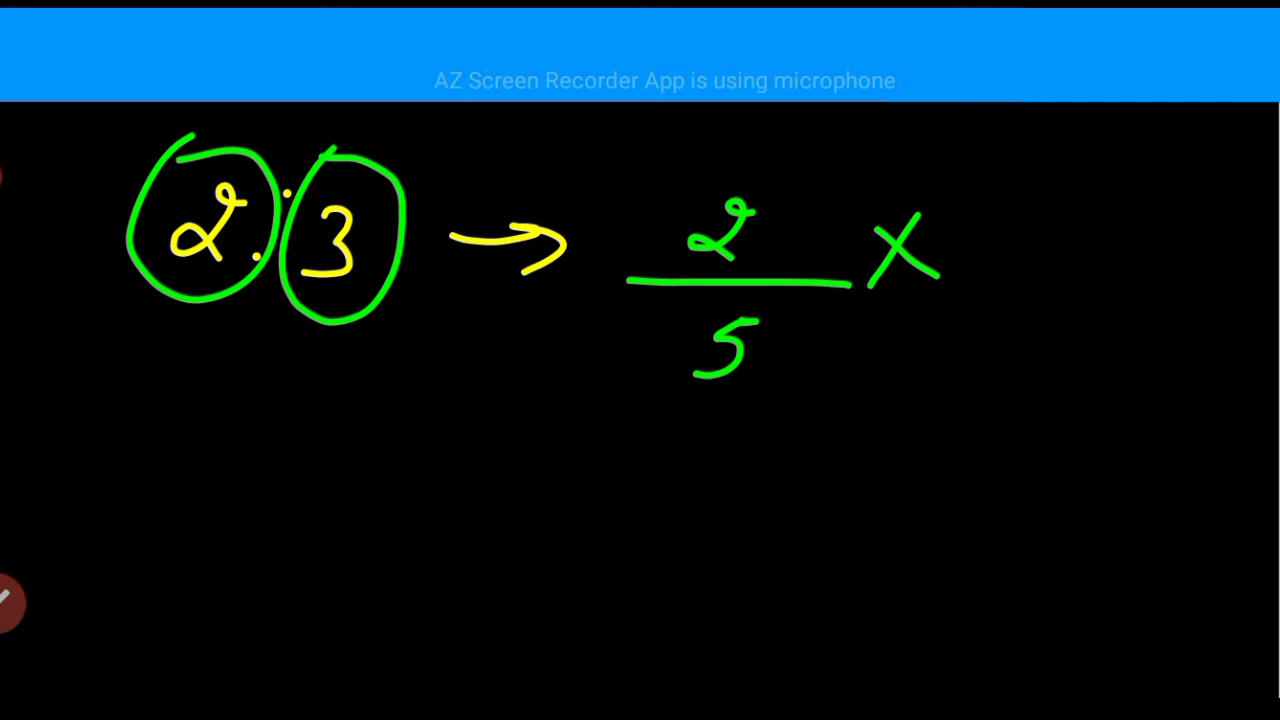 AZ Screen Recorder App is using microphone
2:3 → 2/5 X